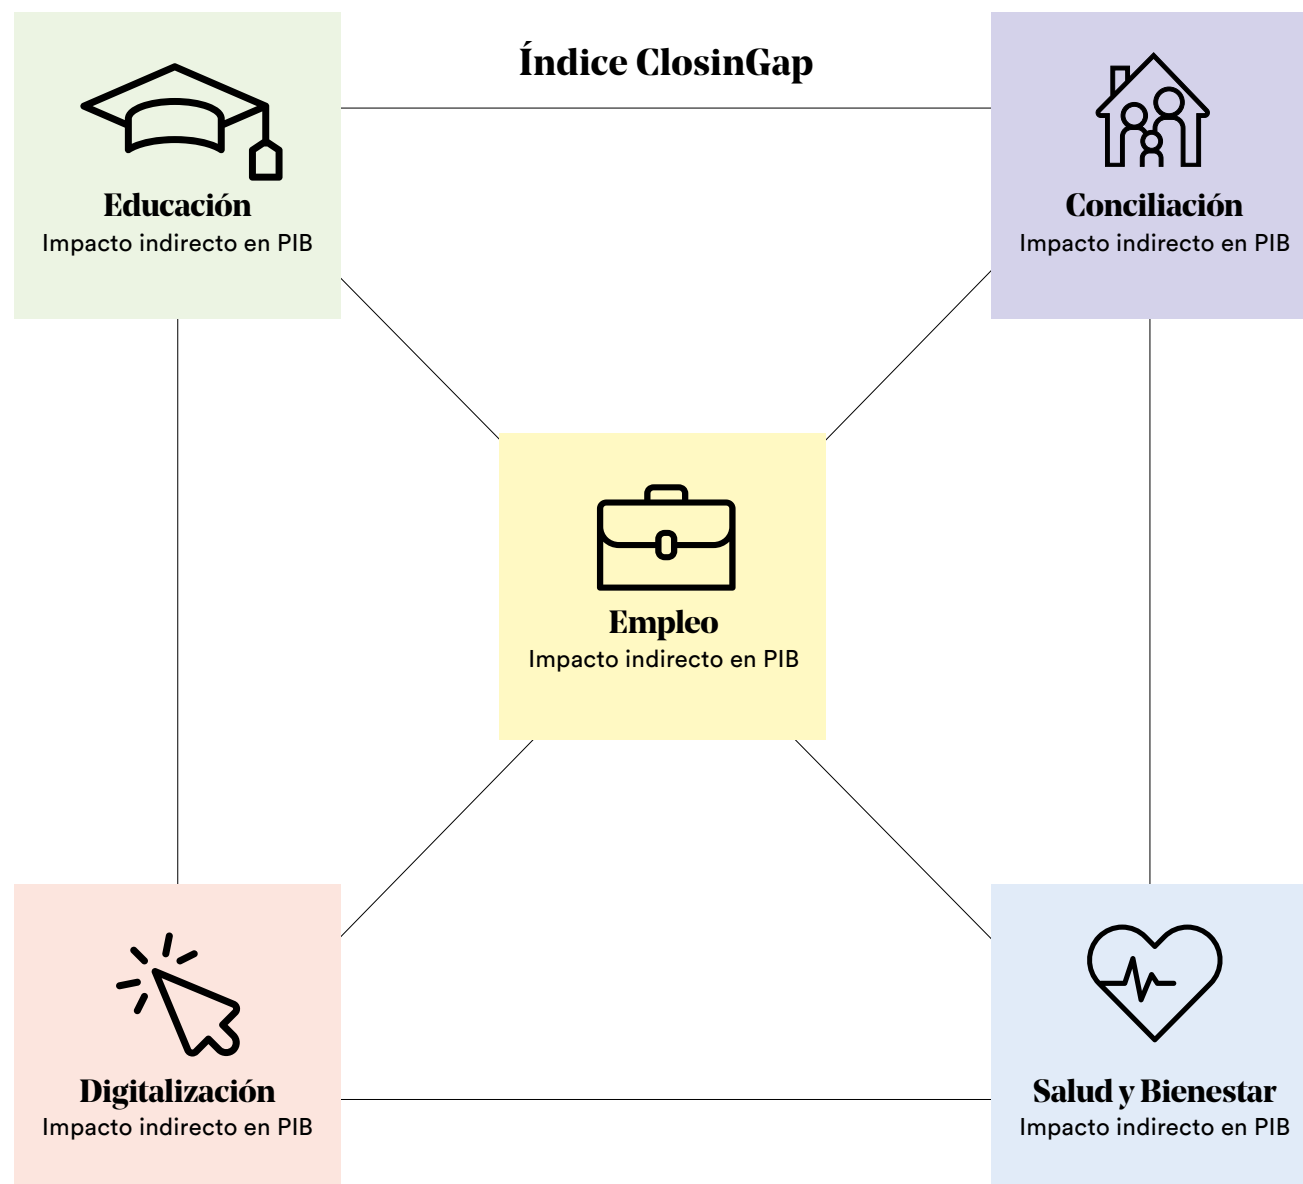 Índice ClosinGap
Educación
Impacto indirecto en PIB
Conciliación
Impacto indirecto en PIB
Empleo
Impacto indirecto en PIB
Digitalización
Impacto indirecto en PIB
Salud y Bienestar
Impacto indirecto en PIB